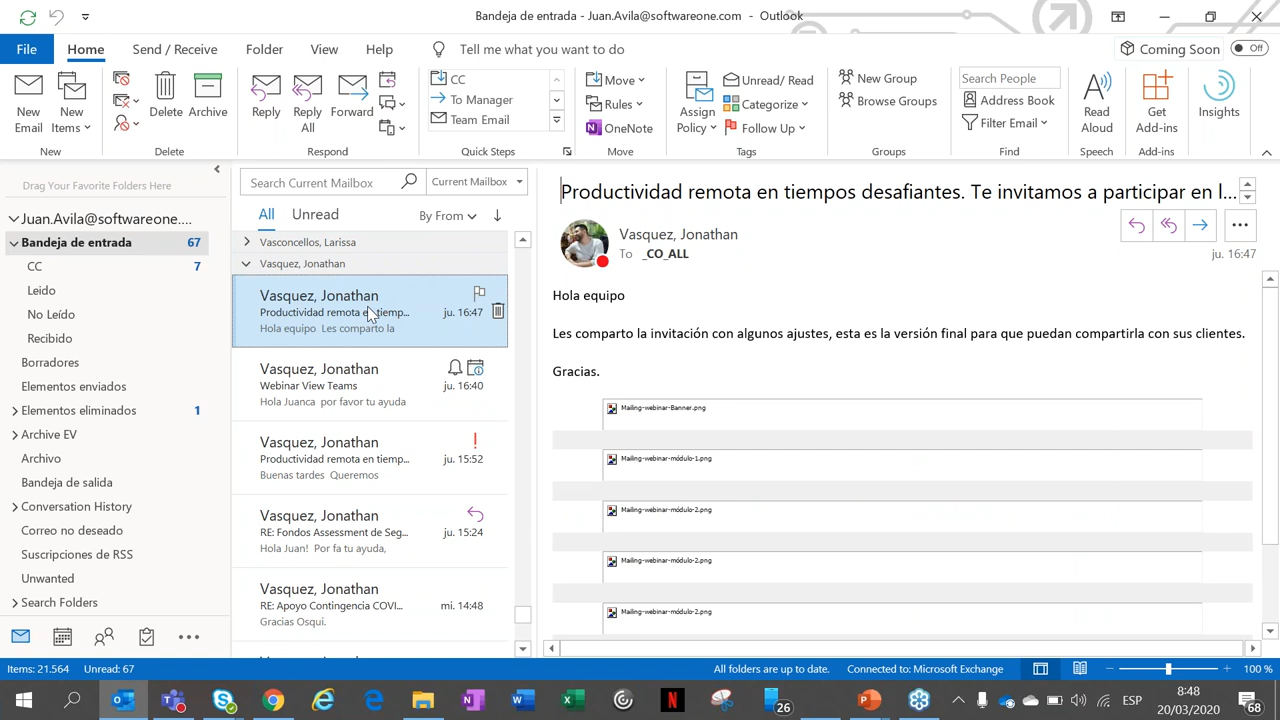 Bandeja de entrada - Juan.Avila@softwareone.com - Outlook
File Home Send / Receive Folder View Help Tell me what you want to do Coming Soon Off
New Email
New Items
Delete
Archive
Reply
Reply All
Forward
CC
To Manager
Team Email
Move
Rules
OneNote
Assign Policy
Unread/ Read
Categorize
Follow Up
New Group
Browse Groups
Search People
Address Book
Filter Email
Read Aloud
Get Add-ins
Insights
New Delete Respond Quick Steps Move Tags Groups Find Speech Add-ins
Drag Your Favorite Folders Here
Juan.Avila@softwareone....
Bandeja de entrada 67
CC 7
Leido
No Leído
Recibido
Borradores
Elementos enviados
Elementos eliminados 1
Archive EV
Archivo
Bandeja de salida
Conversation History
Correo no deseado
Suscripciones de RSS
Unwanted
Search Folders
Search Current Mailbox Current Mailbox
All Unread By From
Vasconcellos, Larissa
Vasquez, Jonathan
Vasquez, Jonathan
Productividad remota en tiemp... ju. 16:47
Hola equipo Les comparto la
Vasquez, Jonathan
Webinar View Teams ju. 16:40
Hola Juanca por favor tu ayuda
Vasquez, Jonathan
Productividad remota en tiemp... ju. 15:52
Buenas tardes Queremos
Vasquez, Jonathan
RE: Fondos Assessment de Seg... ju. 15:24
Hola Juan! Por fa tu ayuda,
Vasquez, Jonathan
RE: Apoyo Contingencia COVI... mi. 14:48
Gracias Osqui.
Productividad remota en tiempos desafiantes. Te invitamos a participar en l...
Vasquez, Jonathan
To _CO_ALL
ju. 16:47
Hola equipo
Les comparto la invitación con algunos ajustes, esta es la versión final para que puedan compartirla con sus clientes.
Gracias.
Mailing-webinar-Banner.png
Mailing-webinar-módulo-1.png
Mailing-webinar-módulo-2.png
Mailing-webinar-módulo-2.png
Mailing-webinar-módulo-2.png
Items: 21.564 Unread: 67 All folders are up to date. Connected to: Microsoft Exchange 100 %
26
ESP
8:48
20/03/2020
68